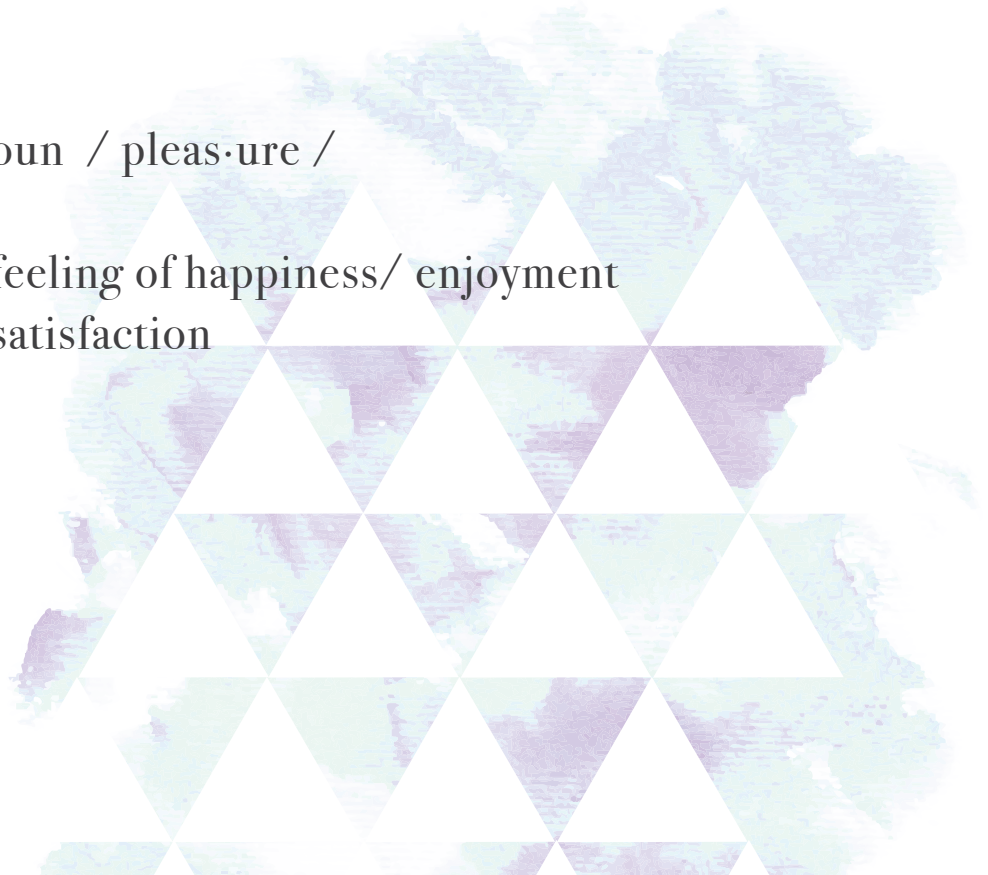 oun / pleas·ure /
feeling of happiness/ enjoyment
satisfaction